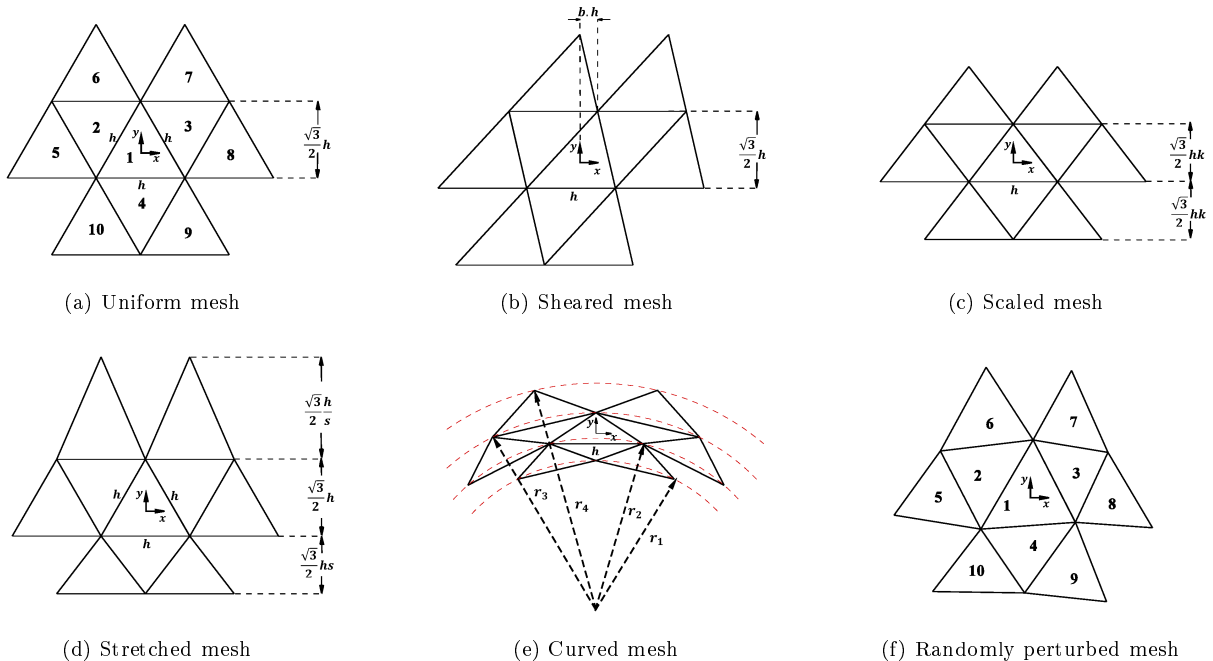 6 7
2 3
h h
y
1 x
5 8
h
4
10 9
√3/2 h
(a) Uniform mesh
b.h
y
x
h
√3/2 h
(b) Sheared mesh
y
x
h
√3/2 hk
√3/2 hk
(c) Scaled mesh
√3/2 h/s
h h
y
x
√3/2 h
h
√3/2 hs
(d) Stretched mesh
y
x
h
r3
r4
r2
r1
(e) Curved mesh
6 7
2 3
y
x
5 1 8
4
10 9
(f) Randomly perturbed mesh